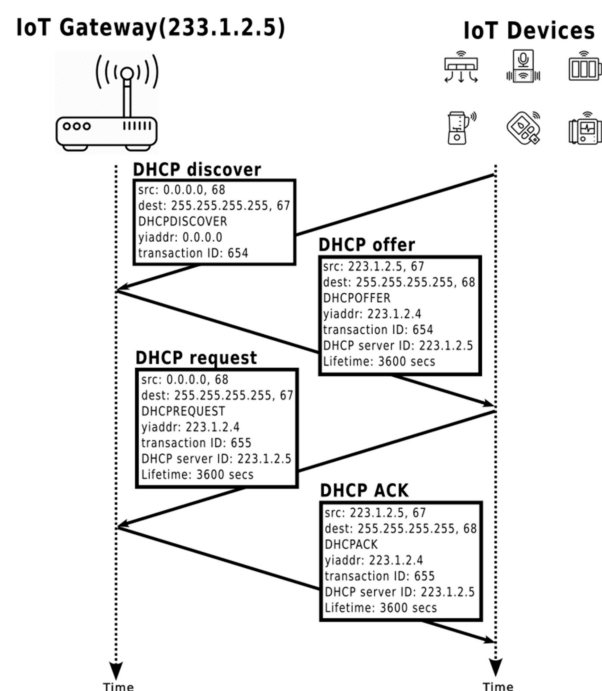 IoT Gateway(233.1.2.5)
IoT Devices
DHCP discover
src: 0.0.0.0, 68
dest: 255.255.255.255, 67
DHCPDISCOVER
yiaddr: 0.0.0.0
transaction ID: 654
DHCP offer
src: 223.1.2.5, 67
dest: 255.255.255.255, 68
DHCPOFFER
yiaddr: 223.1.2.4
transaction ID: 654
DHCP server ID: 223.1.2.5
Lifetime: 3600 secs
DHCP request
src: 0.0.0.0, 68
dest: 255.255.255.255, 67
DHCPREQUEST
yiaddr: 223.1.2.4
transaction ID: 655
DHCP server ID: 223.1.2.5
Lifetime: 3600 secs
DHCP ACK
src: 223.1.2.5, 67
dest: 255.255.255.255, 68
DHCPACK
yiaddr: 223.1.2.4
transaction ID: 655
DHCP server ID: 223.1.2.5
Lifetime: 3600 secs
Time
Time